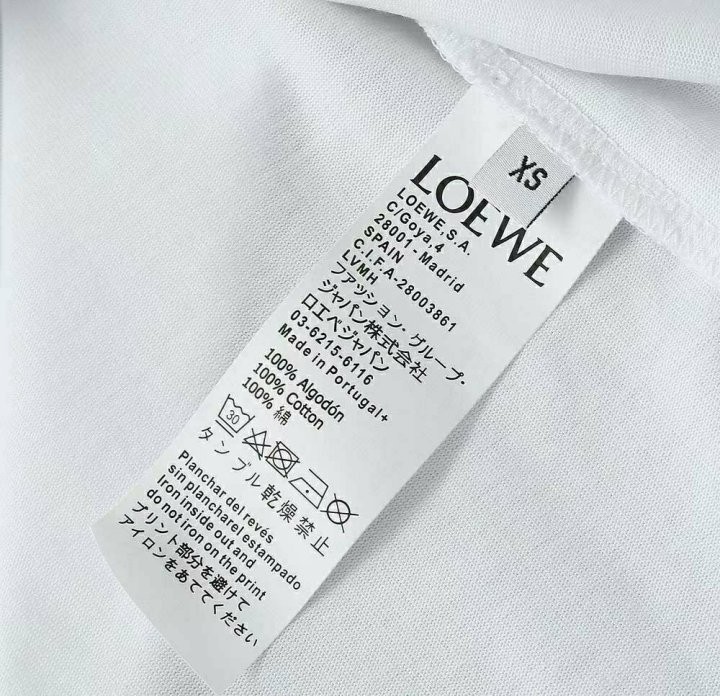 XS
LOEWE
LOEWE,S.A.
C/Goya,4
28001-Madrid
SPAIN
C.I.F.A-28003861
LVMH
ファッション・グループ・
ジャパン株式会社
ロエベジャパン
03-6215-6116
Made in Portugal+
100% Algodón
100% Cotton
100% 綿
30
タンブル乾燥禁止
Planchar del revés
sin plancharel estampado
Iron inside out and
do not iron on the print
プリント部分を避けて
アイロンをあててください